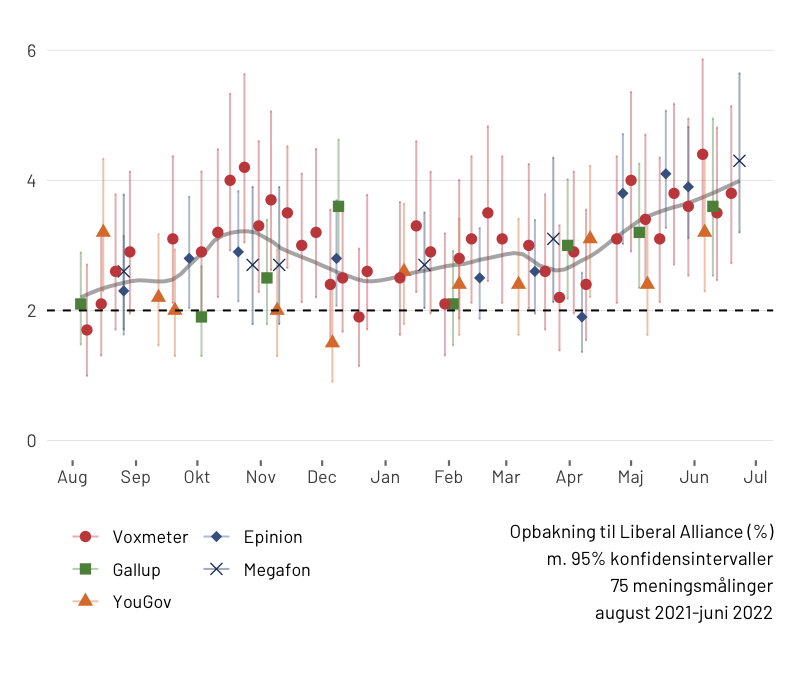 6
4
2
0
Aug Sep Okt Nov Dec Jan Feb Mar Apr Maj Jun Jul
Voxmeter Epinion
Gallup Megafon
YouGov
Opbakning til Liberal Alliance (%)
m. 95% konfidensintervaller
75 meningsmålinger
august 2021-juni 2022